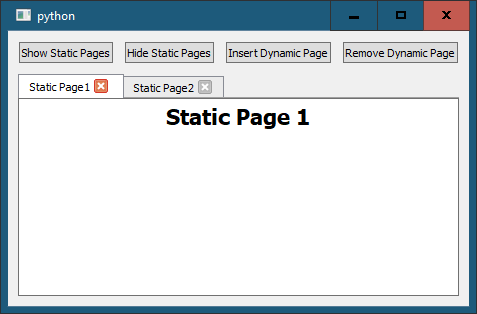 python
Show Static Pages Hide Static Pages Insert Dynamic Page Remove Dynamic Page
Static Page1 Static Page2
Static Page 1